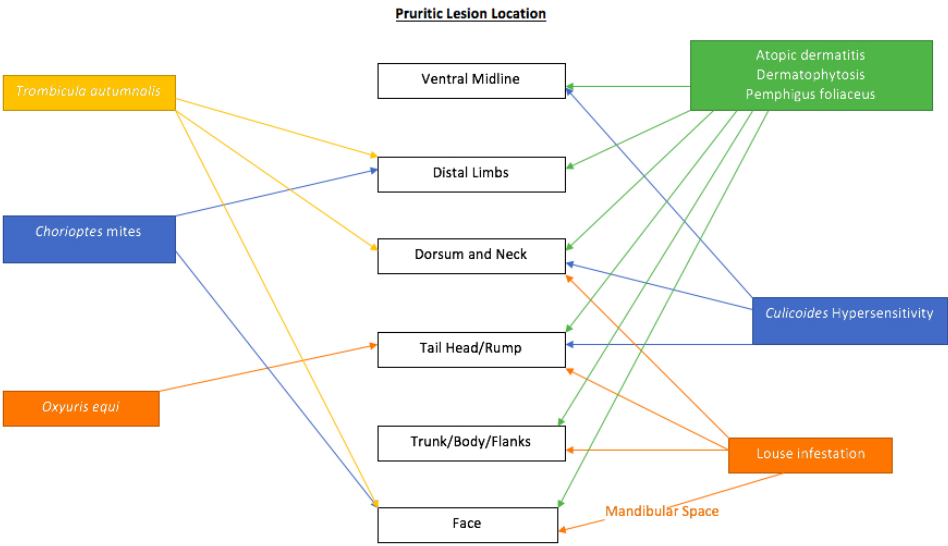 Pruritic Lesion Location
Atopic dermatitis
Dermatophytosis
Pemphigus foliaceus
Ventral Midline
Trombicula autumnalis
Distal Limbs
Chorioptes mites
Dorsum and Neck
Culicoides Hypersensitivity
Tail Head/Rump
Oxyuris equi
Trunk/Body/Flanks
Louse infestation
Mandibular Space
Face